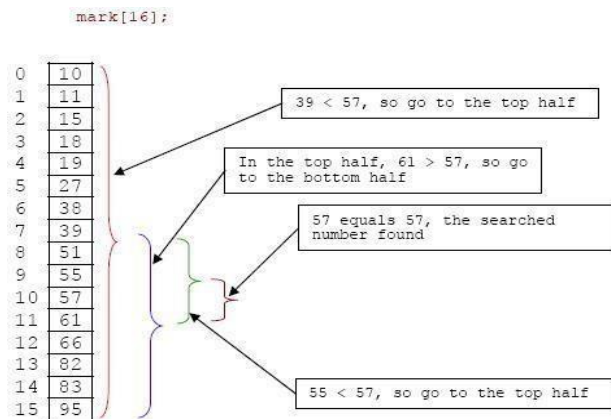 mark[16];
0 10
1 11
2 15
3 18
4 19
5 27
6 38
7 39
8 51
9 55
10 57
11 61
12 66
13 82
14 83
15 95
39 < 57, so go to the top half
In the top half, 61 > 57, so go
to the bottom half
57 equals 57, the searched
number found
55 < 57, so go to the top half